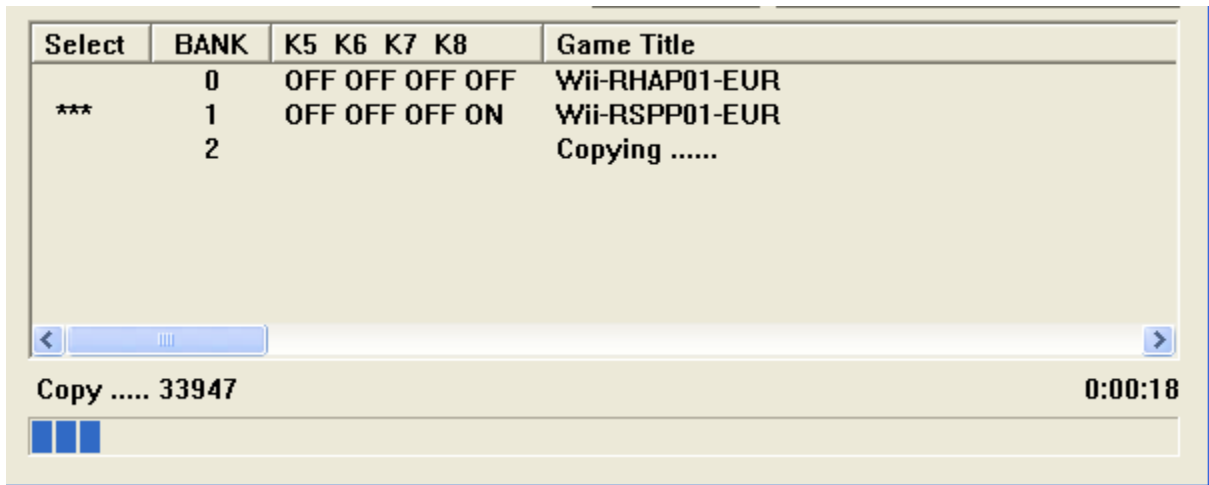 Select BANK K5 K6 K7 K8 Game Title
0 OFF OFF OFF OFF Wii-RHAP01-EUR
*** 1 OFF OFF OFF ON Wii-RSPP01-EUR
2 Copying ......
Copy ..... 33947 0:00:18